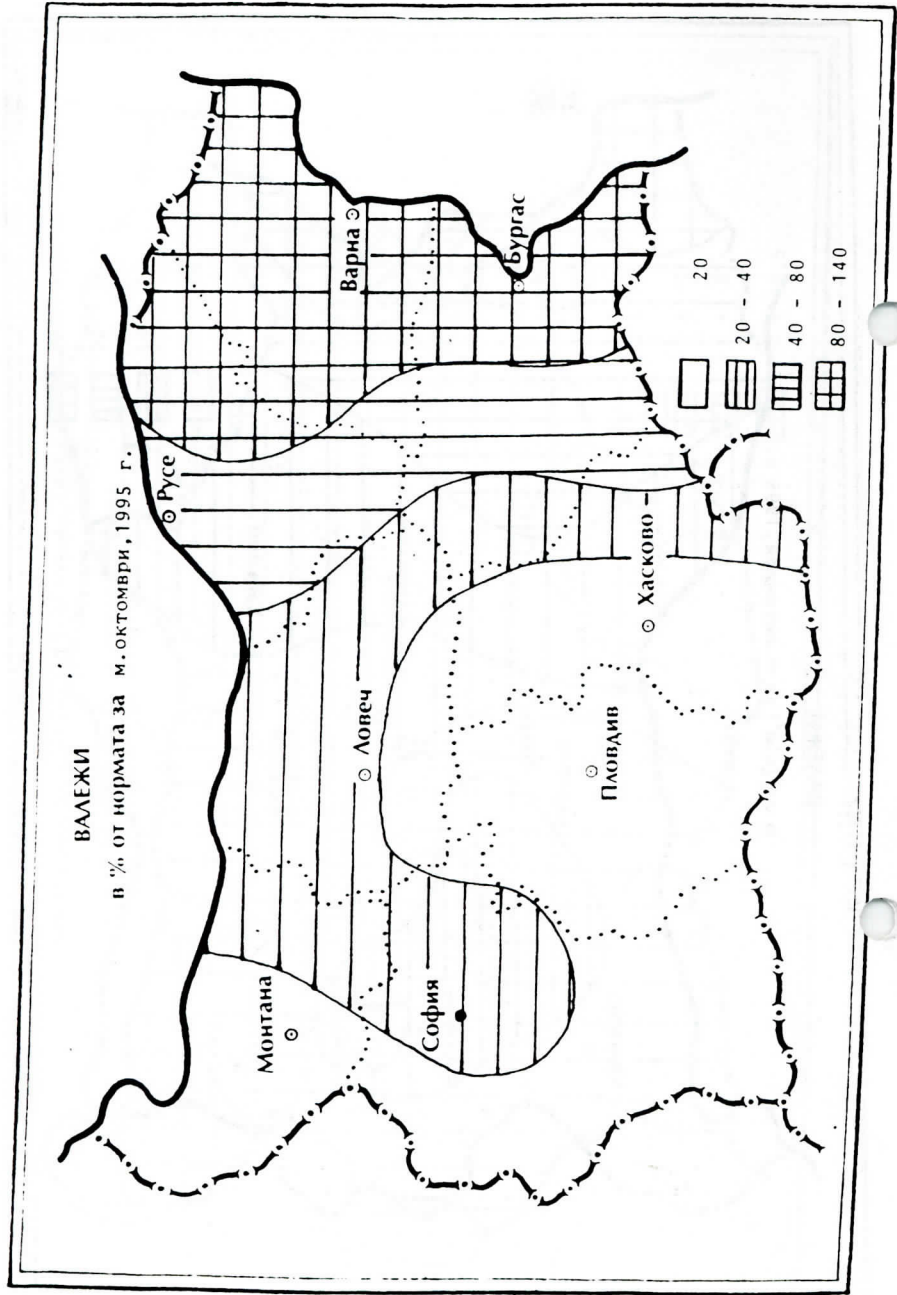 ВАЛЕЖИ
в % от нормата за м. октомври, 1995 г.
Русе
Варна
Монтана
Ловеч
София
Бургас
Пловдив
Хасково
20
20 - 40
40 - 80
80 - 140